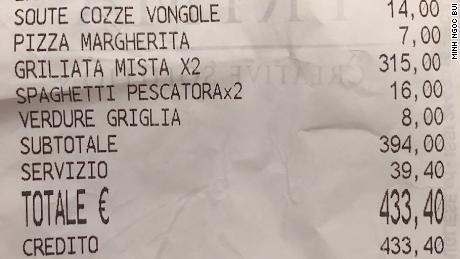 SOUTE COZZE VONGOLE 14,00
PIZZA MARGHERITA 7,00
GRILIATA MISTA X2 315,00
SPAGHETTI PESCATORAx2 16,00
VERDURE GRIGLIA 8,00
SUBTOTALE 394,00
SERVIZIO 39,40
TOTALE € 433,40
CREDITO 433,40
MINH NGOC BUI